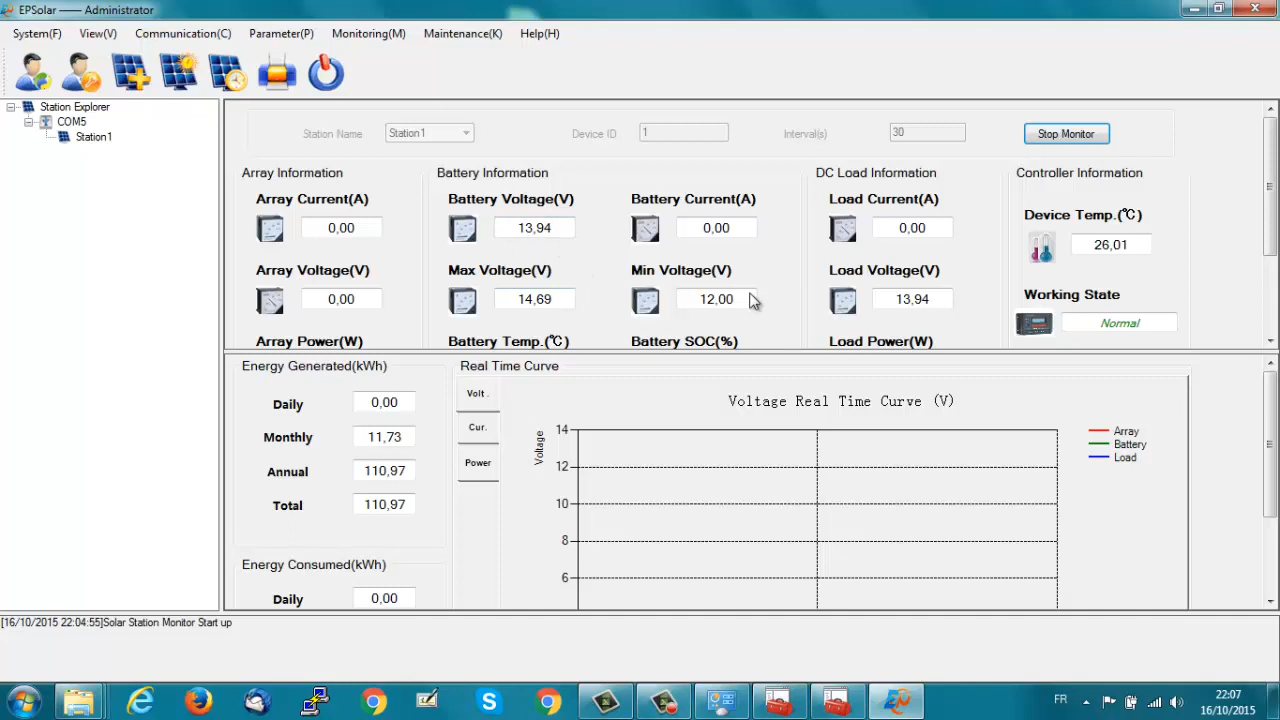 EPSolar —— Administrator
System(F) View(V) Communication(C) Parameter(P) Monitoring(M) Maintenance(K) Help(H)
Station Explorer
COM5
Station1
Station Name Station1 Device ID 1 Interval(s) 30 Stop Monitor
Array Information Battery Information DC Load Information Controller Information
Array Current(A) Battery Voltage(V) Battery Current(A) Load Current(A)
0,00 13,94 0,00 0,00
Device Temp.(℃)
26,01
Array Voltage(V) Max Voltage(V) Min Voltage(V) Load Voltage(V)
0,00 14,69 12,00 13,94
Working State
Normal
Array Power(W) Battery Temp.(℃) Battery SOC(%) Load Power(W)
Energy Generated(kWh)
Daily 0,00
Monthly 11,73
Annual 110,97
Total 110,97
Energy Consumed(kWh)
Daily 0,00
Real Time Curve
Volt .
Cur.
Power
Voltage Real Time Curve (V)
Voltage
14
12
10
8
6
Array
Battery
Load
[16/10/2015 22:04:55]Solar Station Monitor Start up
FR
22:07
16/10/2015